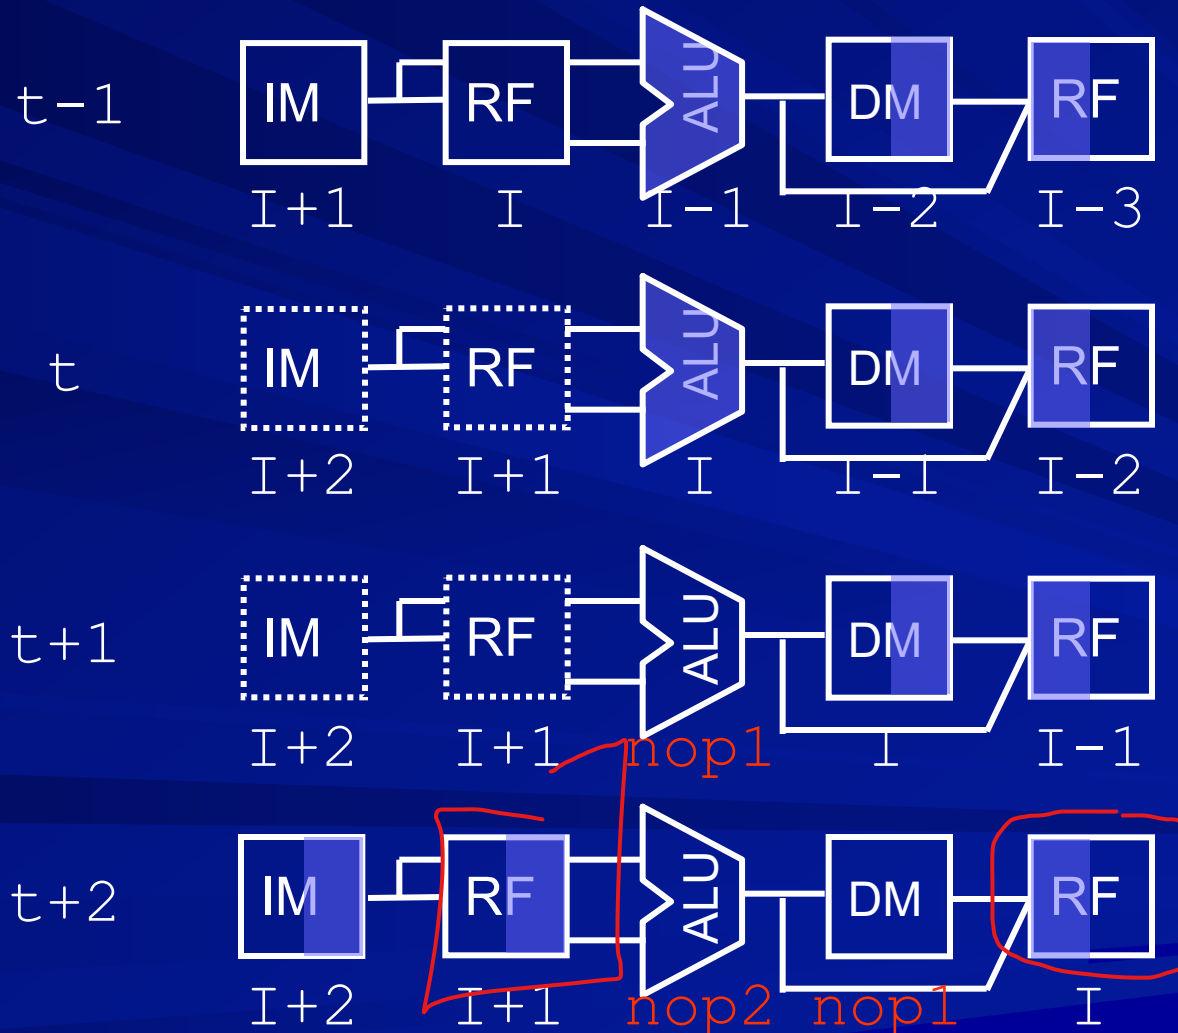 t-1 IM RF ALU DM RF
I+1 I I-1 I-2 I-3
t IM RF ALU DM RF
I+2 I+1 I I-1 I-2
t+1 IM RF ALU DM RF
I+2 I+1 nop1 I I-1
t+2 IM RF ALU DM RF
I+2 I+1 nop2 nop1 I